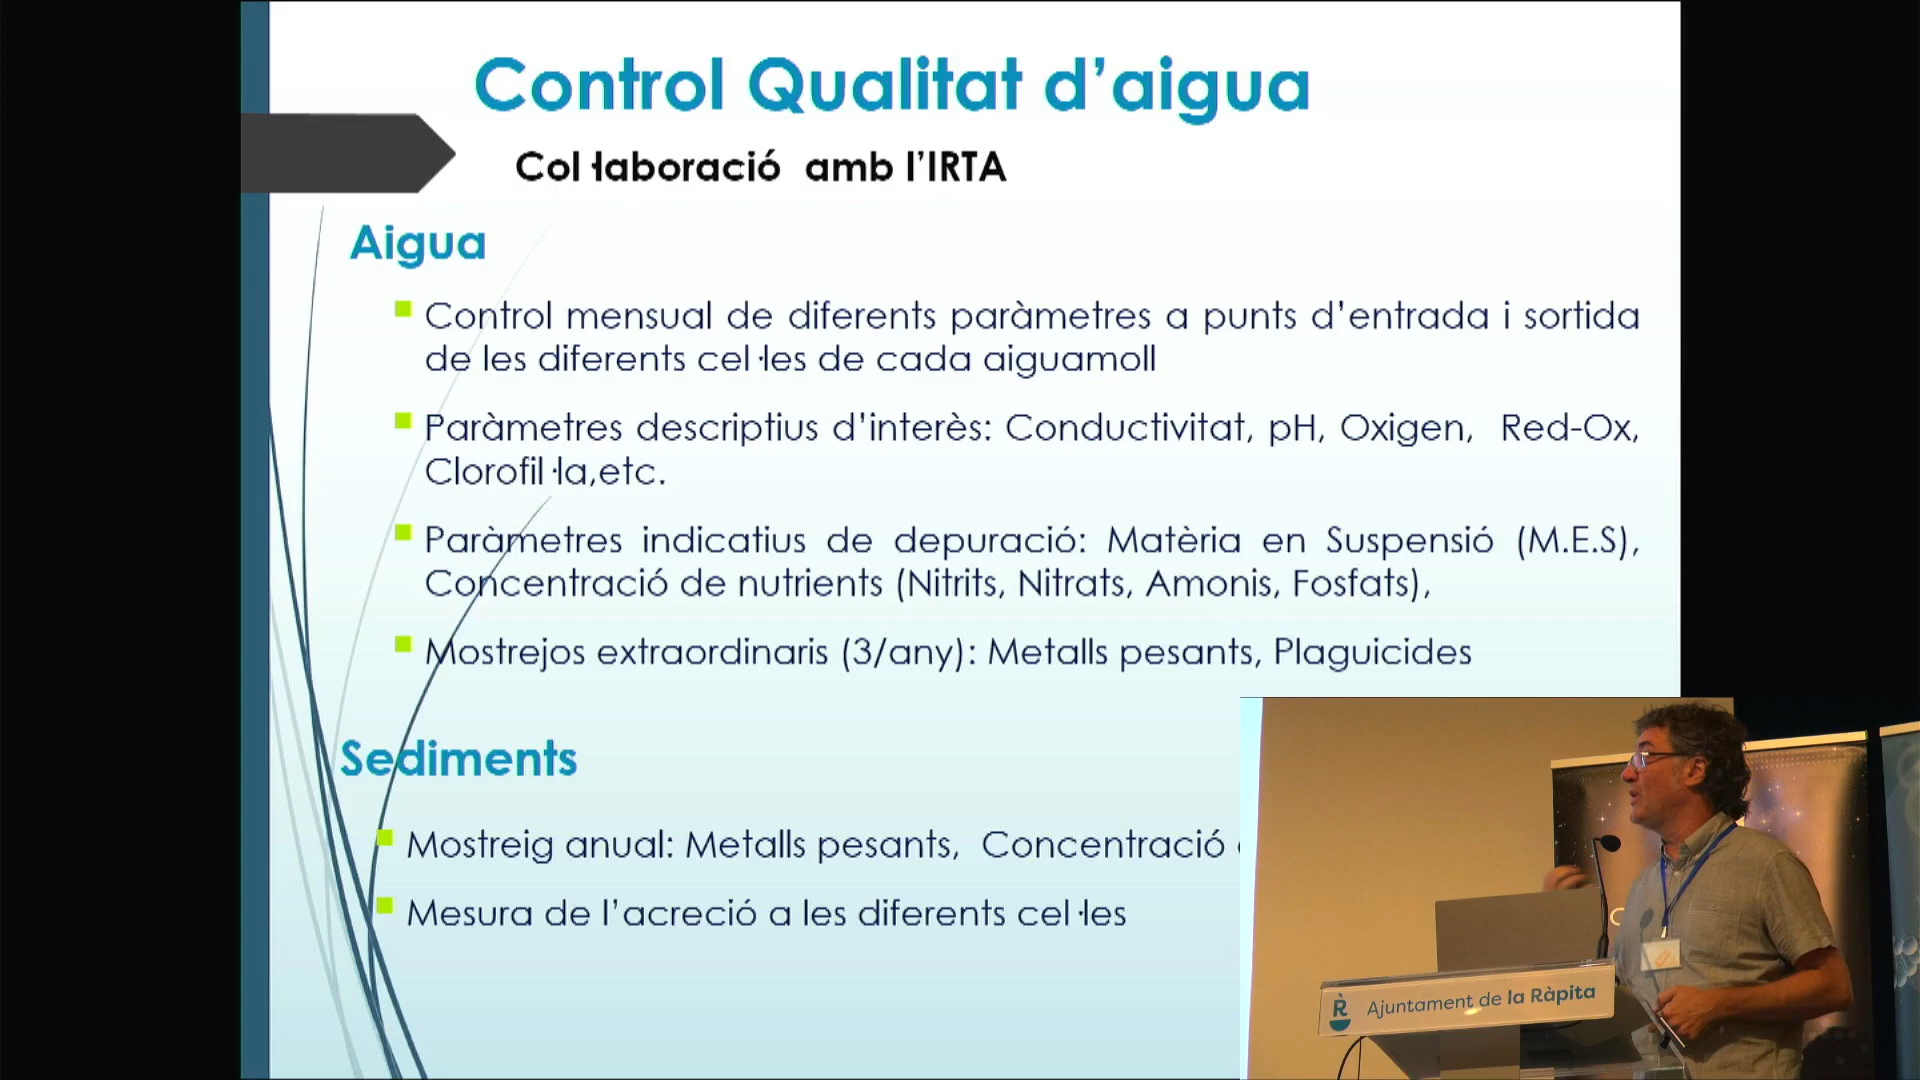 Control Qualitat d'aigua
Col·laboració amb l'IRTA
Aigua
Control mensual de diferents paràmetres a punts d'entrada i sortida
de les diferents cel·les de cada aiguamoll
Paràmetres descriptius d'interès: Conductivitat, pH, Oxigen, Red-Ox,
Clorofil·la,etc.
Paràmetres indicatius de depuració: Matèria en Suspensió (M.E.S),
Concentració de nutrients (Nitrits, Nitrats, Amonis, Fosfats),
Mostrejos extraordinaris (3/any): Metalls pesants, Plaguicides
Sediments
Mostreig anual: Metalls pesants, Concentració
Mesura de l'acreció a les diferents cel·les
R Ajuntament de la Ràpita